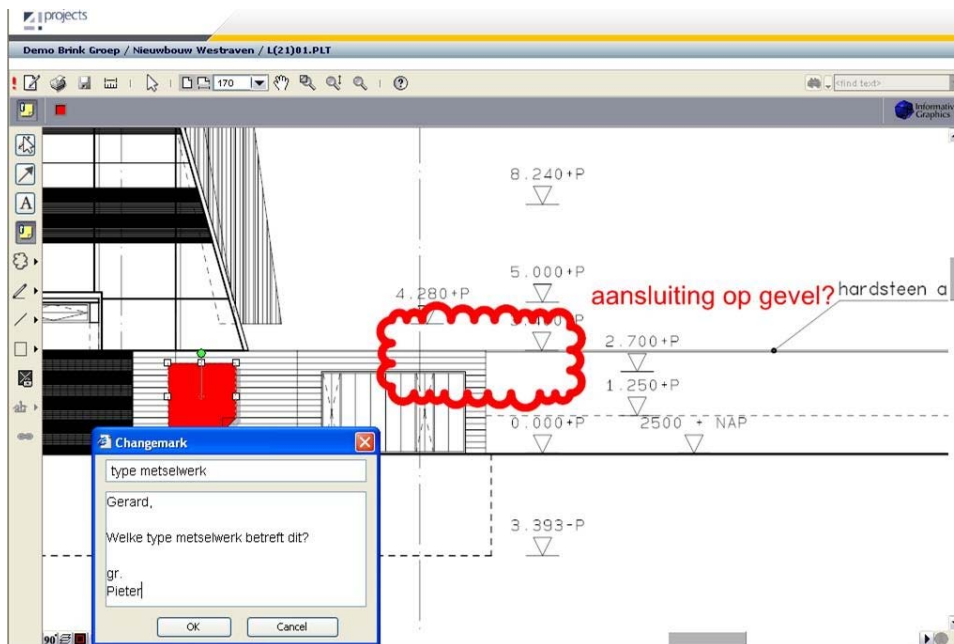 4projects
Demo Brink Groep / Nieuwbouw Westraven / L(21)01.PLT
170
<find text>
Informativ
Graphics
A
8.240+P
5.000+P
4.280+P
aansluiting op gevel?
hardsteen a
2.700+P
1.250+P
0.000+P
2500 + NAP
3.393-P
Changemark
type metselwerk
Gerard,
Welke type metselwerk betreft dit?
gr.
Pieter
OK
Cancel
90°